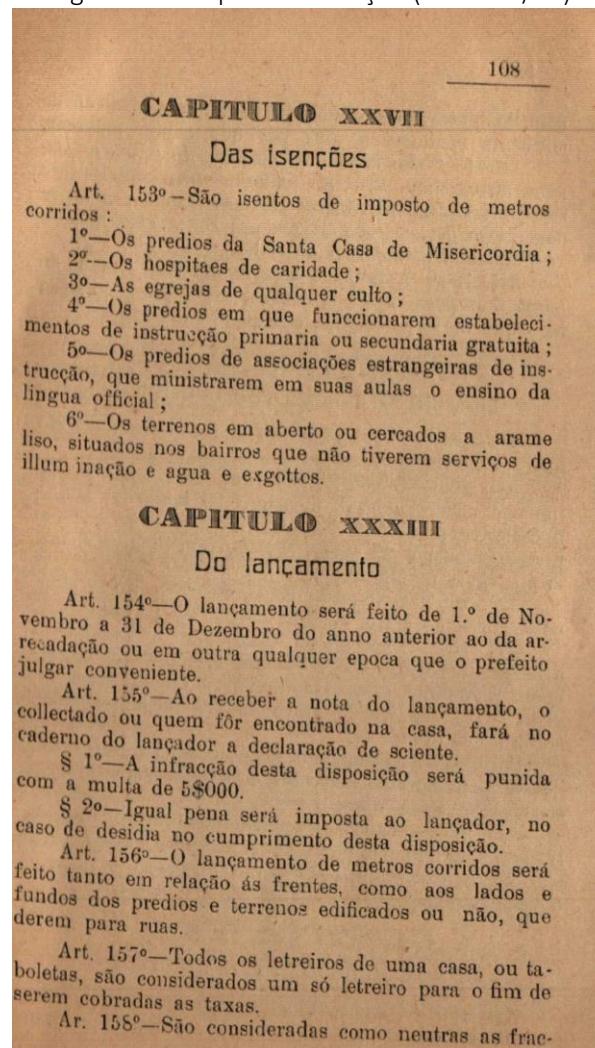 108
CAPITULO XXVII
Das isenções
Art. 153º—São isentos de imposto de metros
corridos :
1º—Os predios da Santa Casa de Misericordia ;
2º—Os hospitaes de caridade ;
3º—As egrejas de qualquer culto ;
4º—Os predios em que funccionarem estabeleci-
mentos de instrucção primaria ou secundaria gratuita ;
5º—Os predios de associações estrangeiras de ins-
trucção, que ministrarem em suas aulas o ensino da
lingua official ;
6º—Os terrenos em aberto ou cercados a arame
liso, situados nos bairros que não tiverem serviços de
illum inação e agua e exgottos.
CAPITULO XXXIII
Do lançamento
Art. 154º—O lançamento será feito de 1.º de No-
vembro a 31 de Dezembro do anno anterior ao da ar-
recadação ou em outra qualquer epoca que o prefeito
julgar conveniente.
Art. 155º—Ao receber a nota do lançamento, o
collectado ou quem fôr encontrado na casa, fará no
caderno do lançador a declaração de sciente.
§ 1º—A infracção desta disposição será punida
com a multa de 5$000.
§ 2º—Igual pena será imposta ao lançador, no
caso de desidia no cumprimento desta disposição.
Art. 156º—O lançamento de metros corridos será
feito tanto em relação ás frentes, como aos lados e
fundos dos predios e terrenos edificados ou não, que
derem para ruas.
Art. 157º—Todos os letreiros de uma casa, ou ta-
boletas, são considerados um só letreiro para o fim de
serem cobradas as taxas.
Ar. 158º—São consideradas como neutras as frac-